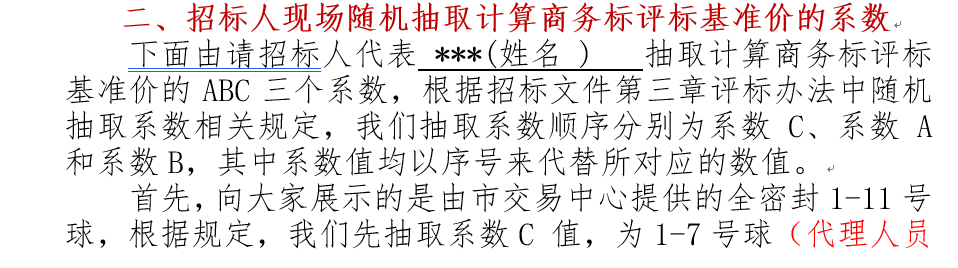 二、招标人现场随机抽取计算商务标评标基准价的系数
下面由请招标人代表 ***(姓名 )   抽取计算商务标评标
基准价的 ABC 三个系数，根据招标文件第三章评标办法中随机
抽取系数相关规定，我们抽取系数顺序分别为系数 C、系数 A
和系数 B，其中系数值均以序号来代替所对应的数值。
首先，向大家展示的是由市交易中心提供的全密封 1-11 号
球，根据规定，我们先抽取系数 C 值，为 1-7 号球（代理人员